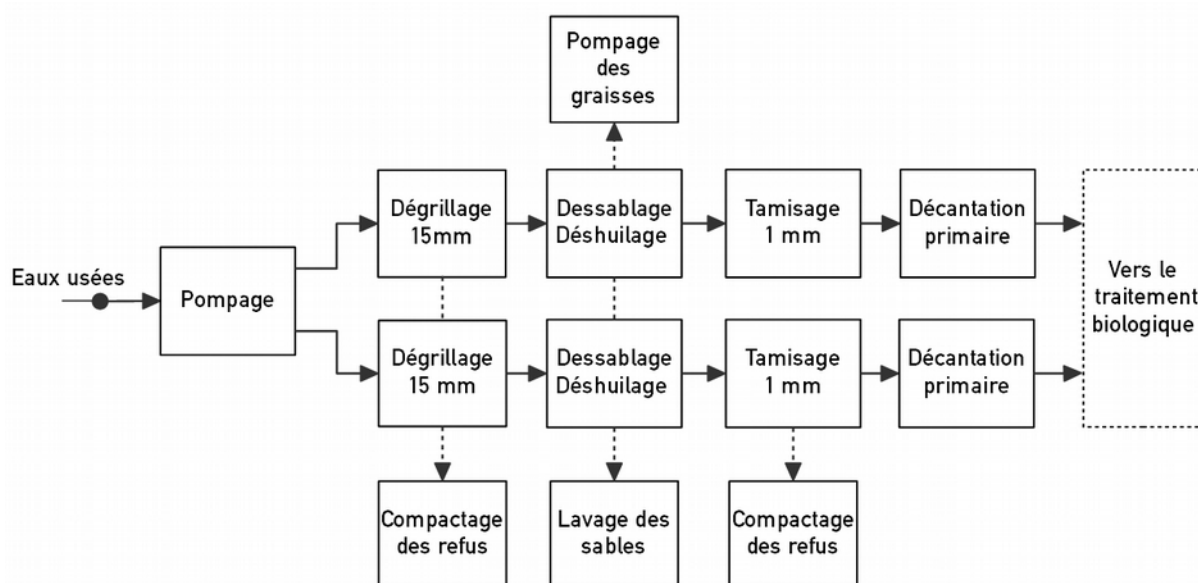 Pompage
des
graisses
Eaux usées
Pompage
Dégrillage
15mm
Dessablage
Déshuilage
Tamisage
1 mm
Décantation
primaire
Dégrillage
15 mm
Dessablage
Déshuilage
Tamisage
1 mm
Décantation
primaire
Vers le
traitement
biologique
Compactage
des refus
Lavage des
sables
Compactage
des refus